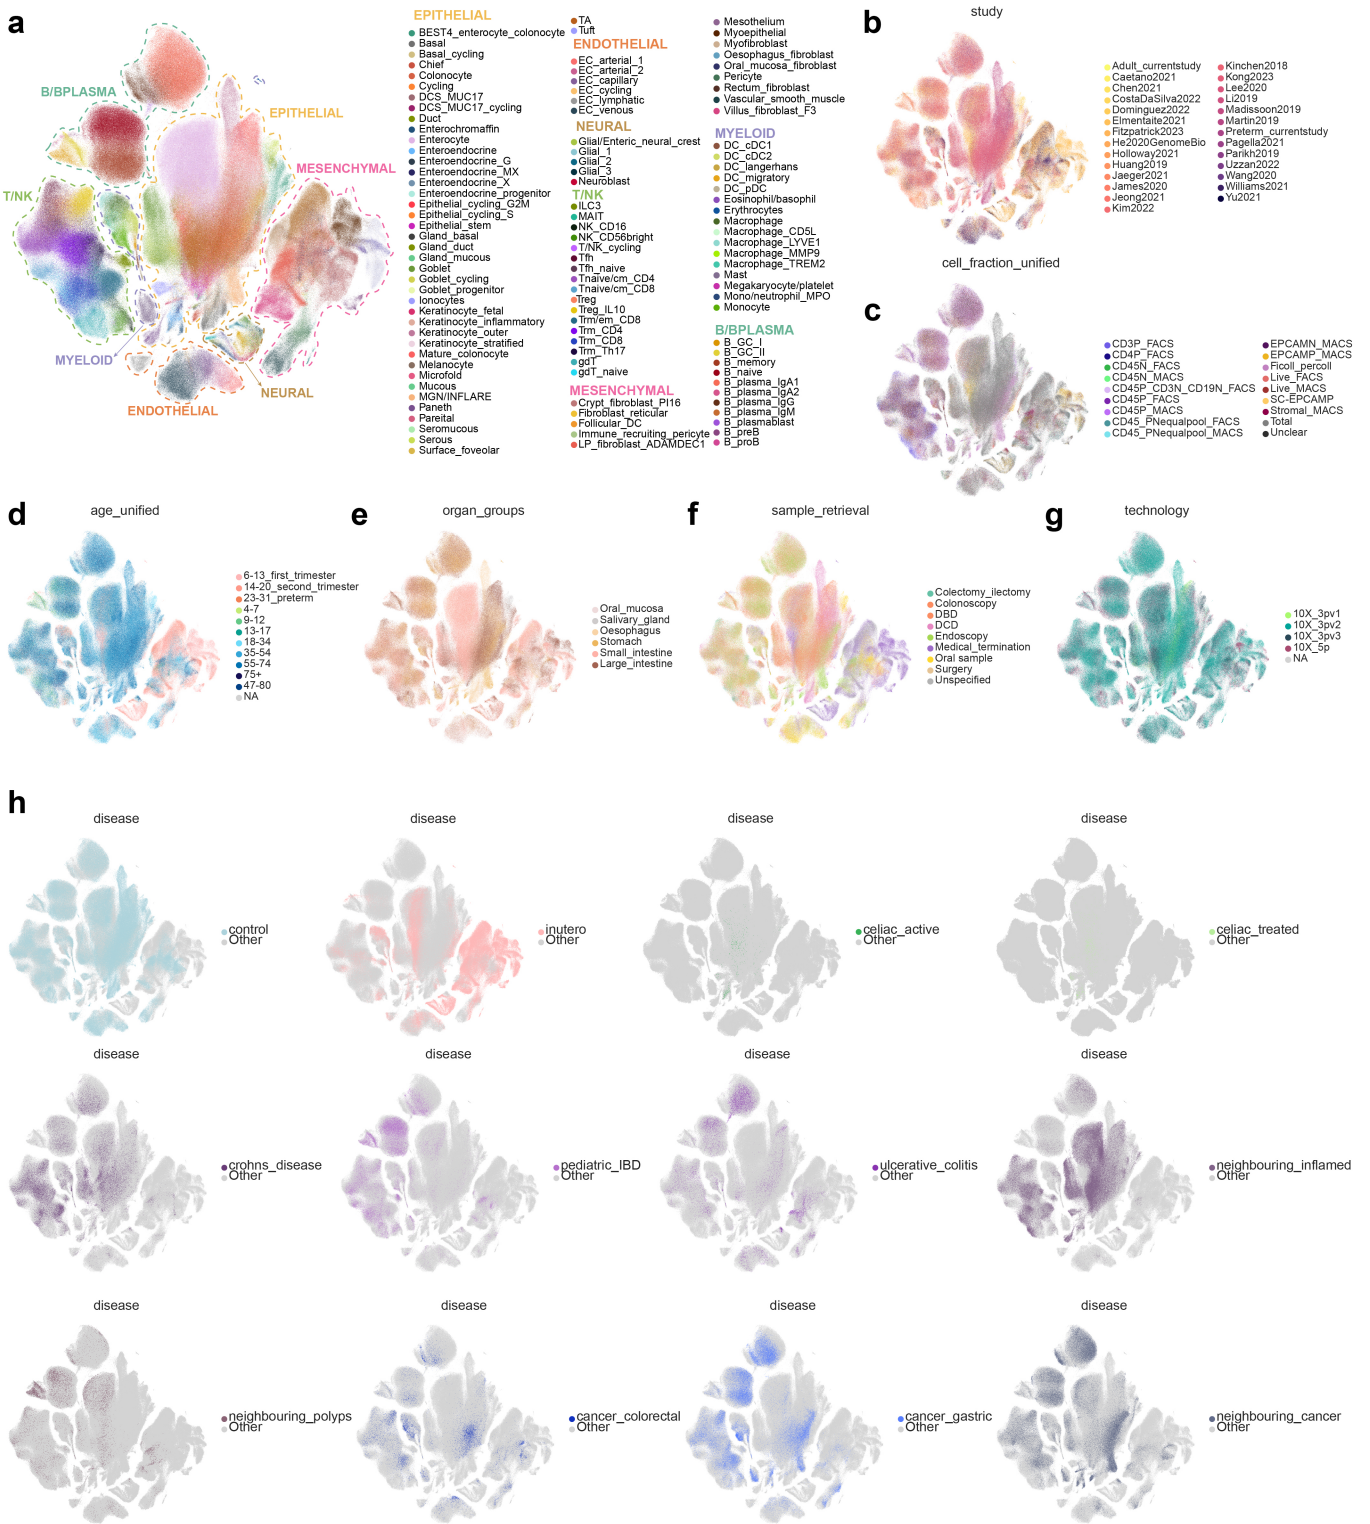 a
B/BPLASMA
EPITHELIAL
MESENCHYMAL
T/NK
MYELOID
NEURAL
ENDOTHELIAL
EPITHELIAL
BEST4_enterocyte_colonocyte
Basal
Basal_cycling
Chief
Colonocyte
Cycling
DCS_MUC17
DCS_MUC17_cycling
Duct
Enterochromaffin
Enterocyte
Enteroendocrine
Enteroendocrine_G
Enteroendocrine_MX
Enteroendocrine_X
Enteroendocrine_progenitor
Epithelial_cycling_G2M
Epithelial_cycling_S
Epithelial_stem
Gland_basal
Gland_duct
Gland_mucous
Goblet
Goblet_cycling
Goblet_progenitor
Ionocytes
Keratinocyte_fetal
Keratinocyte_inflammatory
Keratinocyte_outer
Keratinocyte_stratified
Mature_colonocyte
Melanocyte
Microfold
Mucous
MGN/INFLARE
Paneth
Pareital
Seromucous
Serous
Surface_foveolar
TA
Tuft
ENDOTHELIAL
EC_arterial_1
EC_arterial_2
EC_capillary
EC_cycling
EC_lymphatic
EC_venous
NEURAL
Glial/Enteric_neural_crest
Glial_1
Glial_2
Glial_3
Neuroblast
T/NK
ILC3
MAIT
NK_CD16
NK_CD56bright
T/NK_cycling
Tfh
Tfh_naive
Tnaive/cm_CD4
Tnaive/cm_CD8
Treg
Treg_IL10
Trm/em_CD8
Trm_CD4
Trm_CD8
Trm_Th17
gdT
gdT_naive
MESENCHYMAL
Crypt_fibroblast_PI16
Fibroblast_reticular
Follicular_DC
Immune_recruiting_pericyte
LP_fibroblast_ADAMDEC1
Mesothelium
Myoepithelial
Myofibroblast
Oesophagus_fibroblast
Oral_mucosa_fibroblast
Pericyte
Rectum_fibroblast
Vascular_smooth_muscle
Villus_fibroblast_F3
MYELOID
DC_cDC1
DC_cDC2
DC_langerhans
DC_migratory
DC_pDC
Eosinophil/basophil
Erythrocytes
Macrophage
Macrophage_CD5L
Macrophage_LYVE1
Macrophage_MMP9
Macrophage_TREM2
Mast
Megakaryocyte/platelet
Mono/neutrophil_MPO
Monocyte
B/BPLASMA
B_GC_I
B_GC_II
B_memory
B_naive
B_plasma_IgA1
B_plasma_IgA2
B_plasma_IgG
B_plasma_IgM
B_plasmablast
B_preB
B_proB
b
study
Adult_currentstudy
Caetano2021
Chen2021
CostaDaSilva2022
Dominguez2022
Elmentaite2021
Fitzpatrick2023
He2020GenomeBio
Holloway2021
Huang2019
Jaeger2021
James2020
Jeong2021
Kim2022
Kinchen2018
Kong2023
Lee2020
Li2019
Madissoon2019
Martin2019
Preterm_currentstudy
Pagella2021
Parikh2019
Uzzan2022
Wang2020
Williams2021
Yu2021
c
cell_fraction_unified
CD3P_FACS
CD4P_FACS
CD45N_FACS
CD45N_MACS
CD45P_CD3N_CD19N_FACS
CD45P_FACS
CD45P_MACS
CD45_PNequalpool_FACS
CD45_PNequalpool_MACS
EPCAMN_MACS
EPCAMP_MACS
Ficoll_percoll
Live_FACS
Live_MACS
SC-EPCAMP
Stromal_MACS
Total
Unclear
d
age_unified
6-13_first_trimester
14-20_second_trimester
23-31_preterm
4-7
9-12
13-17
18-34
35-54
55-74
75+
47-80
NA
e
organ_groups
Oral_mucosa
Salivary_gland
Oesophagus
Stomach
Small_intestine
Large_intestine
f
sample_retrieval
Colectomy_ilectomy
Colonoscopy
DBD
DCD
Endoscopy
Medical_termination
Oral sample
Surgery
Unspecified
g
technology
10X_3pv1
10X_3pv2
10X_3pv3
10X_5p
NA
h
disease
control
Other
disease
inutero
Other
disease
celiac_active
Other
disease
celiac_treated
Other
disease
crohns_disease
Other
disease
pediatric_IBD
Other
disease
ulcerative_colitis
Other
disease
neighbouring_inflamed
Other
disease
neighbouring_polyps
Other
disease
cancer_colorectal
Other
disease
cancer_gastric
Other
disease
neighbouring_cancer
Other